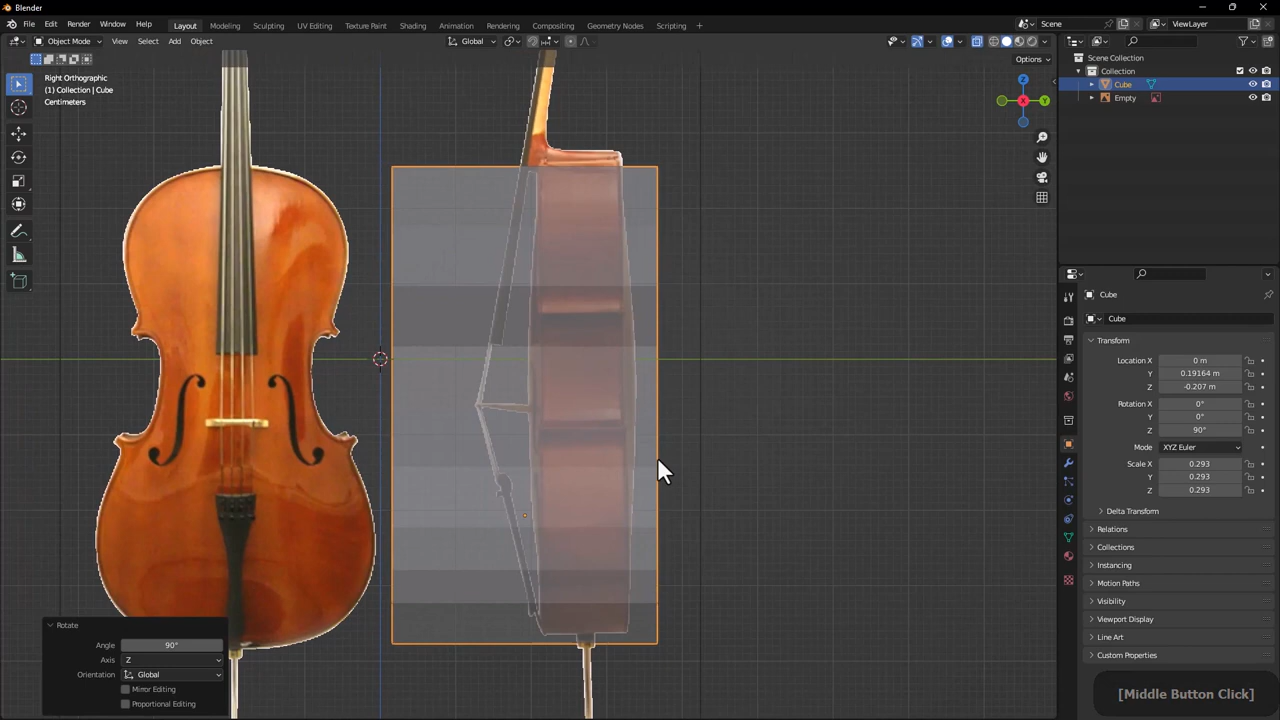 Blender
File Edit Render Window Help
Layout Modeling Sculpting UV Editing Texture Paint Shading Animation Rendering Compositing Geometry Nodes Scripting +
Scene
ViewLayer
Object Mode View Select Add Object
Global
Options
Right Orthographic
(1) Collection | Cube
Centimeters
Z
Y
X
Scene Collection
Collection
Cube
Empty
Cube
Cube
Transform
Location X 0 m
Y 0.19164 m
Z -0.207 m
Rotation X 0°
Y 0°
Z 90°
Mode XYZ Euler
Scale X 0.293
Y 0.293
Z 0.293
Delta Transform
Relations
Collections
Instancing
Motion Paths
Visibility
Viewport Display
Line Art
Custom Properties
Rotate
Angle 90°
Axis Z
Orientation Global
Mirror Editing
Proportional Editing
[Middle Button Click]